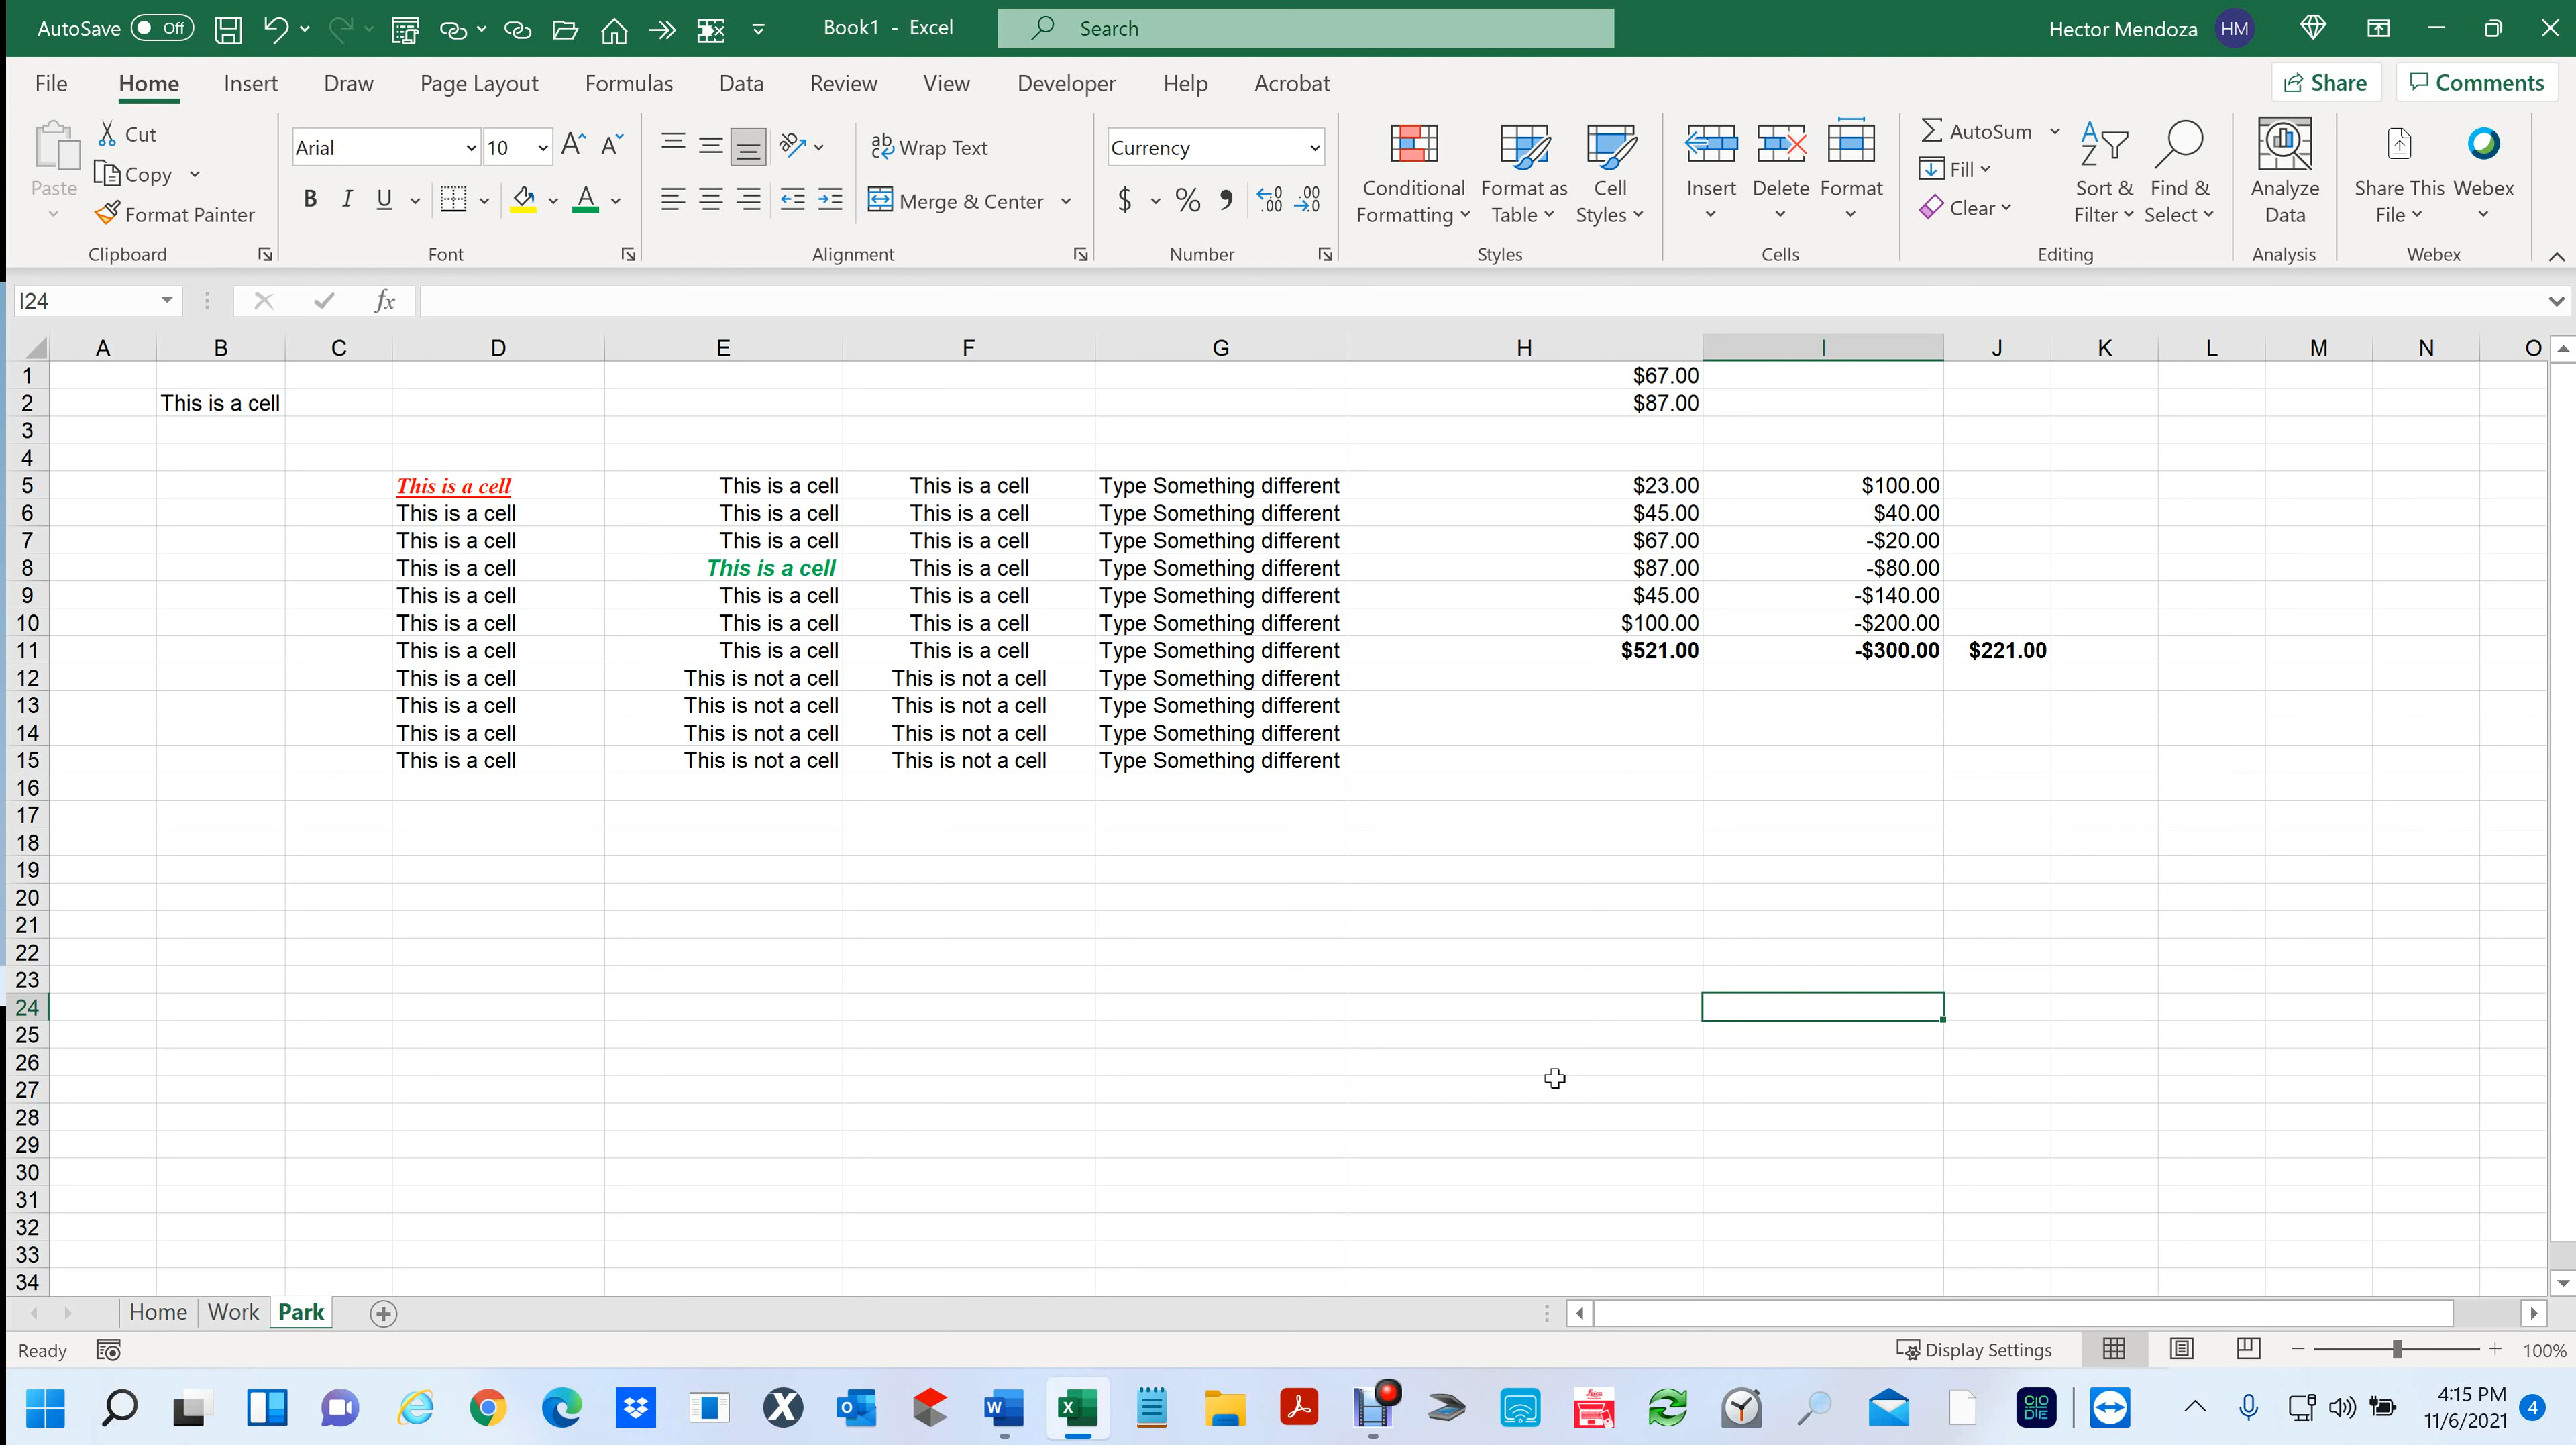 AutoSave Off Book1 - Excel Search Hector Mendoza HM
File Home Insert Draw Page Layout Formulas Data Review View Developer Help Acrobat Share Comments
Paste Cut Copy Format Painter Clipboard
Arial 10 A A B I U A Font
ab Wrap Text Merge & Center Alignment
Currency $ % , .00 .00 Number
Conditional Formatting Format as Table Cell Styles Styles
Insert Delete Format Cells
AutoSum Fill Clear Sort & Filter Find & Select Editing
Analyze Data Analysis
Share This File Webex Webex
I24 fx
A B C D E F G H I J K L M N O
1 $67.00
2 This is a cell $87.00
3
4
5 This is a cell This is a cell This is a cell Type Something different $23.00 $100.00
6 This is a cell This is a cell This is a cell Type Something different $45.00 $40.00
7 This is a cell This is a cell This is a cell Type Something different $67.00 -$20.00
8 This is a cell This is a cell This is a cell Type Something different $87.00 -$80.00
9 This is a cell This is a cell This is a cell Type Something different $45.00 -$140.00
10 This is a cell This is a cell This is a cell Type Something different $100.00 -$200.00
11 This is a cell This is a cell This is a cell Type Something different $521.00 -$300.00 $221.00
12 This is a cell This is not a cell This is not a cell Type Something different
13 This is a cell This is not a cell This is not a cell Type Something different
14 This is a cell This is not a cell This is not a cell Type Something different
15 This is a cell This is not a cell This is not a cell Type Something different
16
17
18
19
20
21
22
23
24
25
26
27
28
29
30
31
32
33
34
Home Work Park
Ready Display Settings 100%
4:15 PM
11/6/2021 4